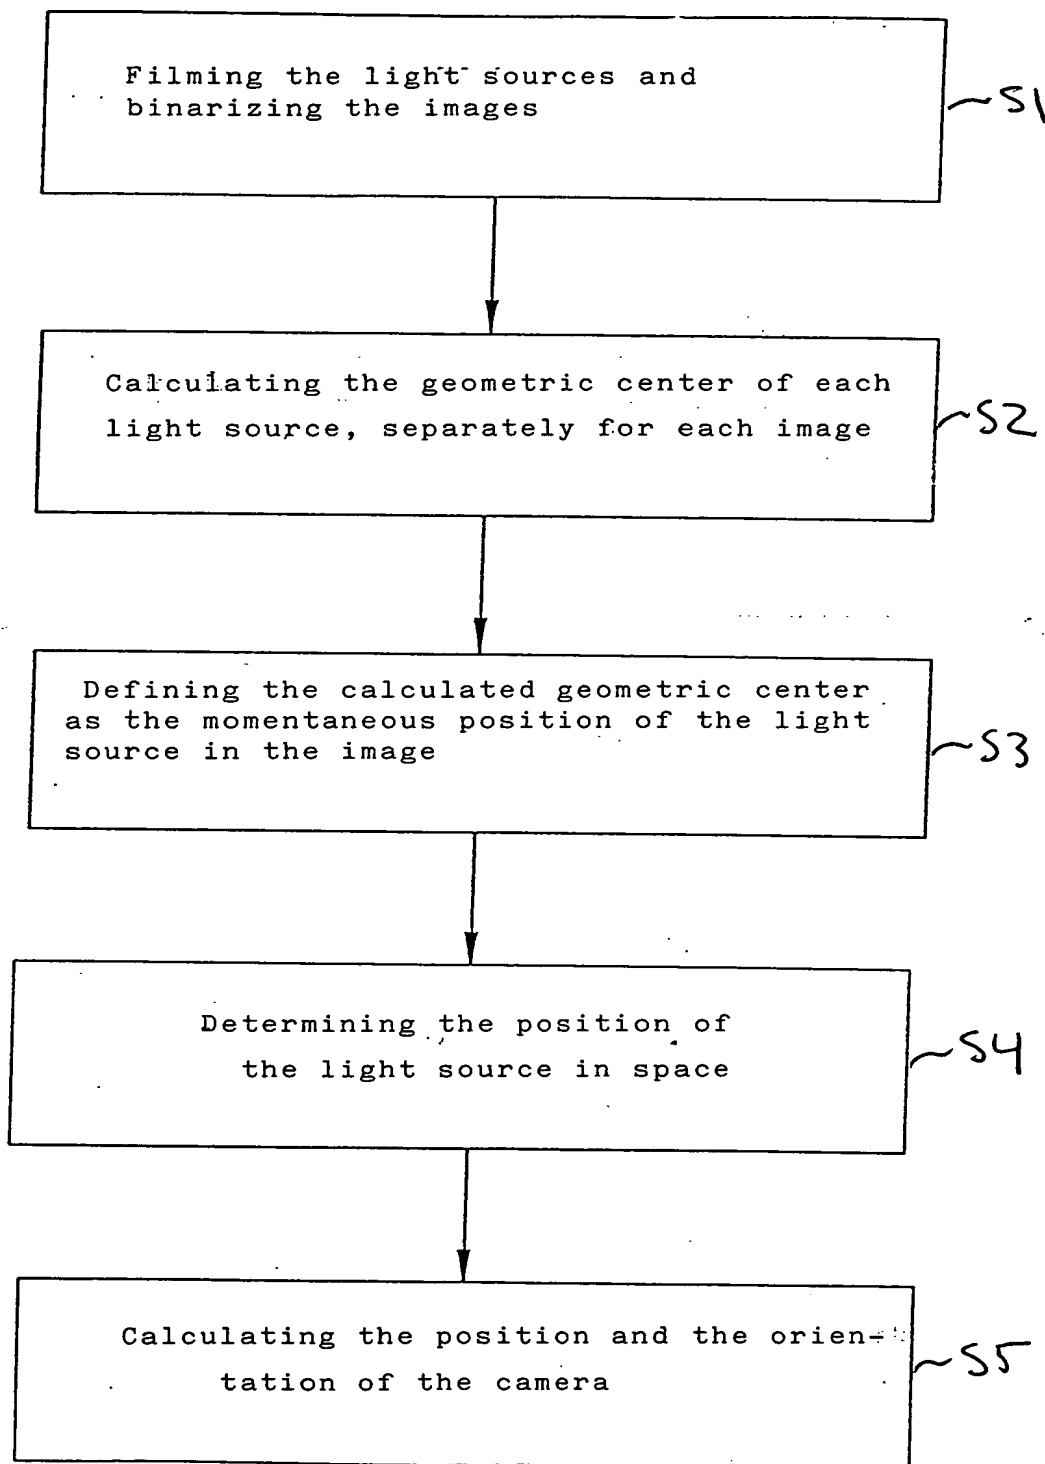 Filming the light sources and
binarizing the images
S1
Calculating the geometric center of each
light source, separately for each image
S2
Defining the calculated geometric center
as the momentaneous position of the light
source in the image
S3
Determining the position of
the light source in space
S4
Calculating the position and the orien-
tation of the camera
S5